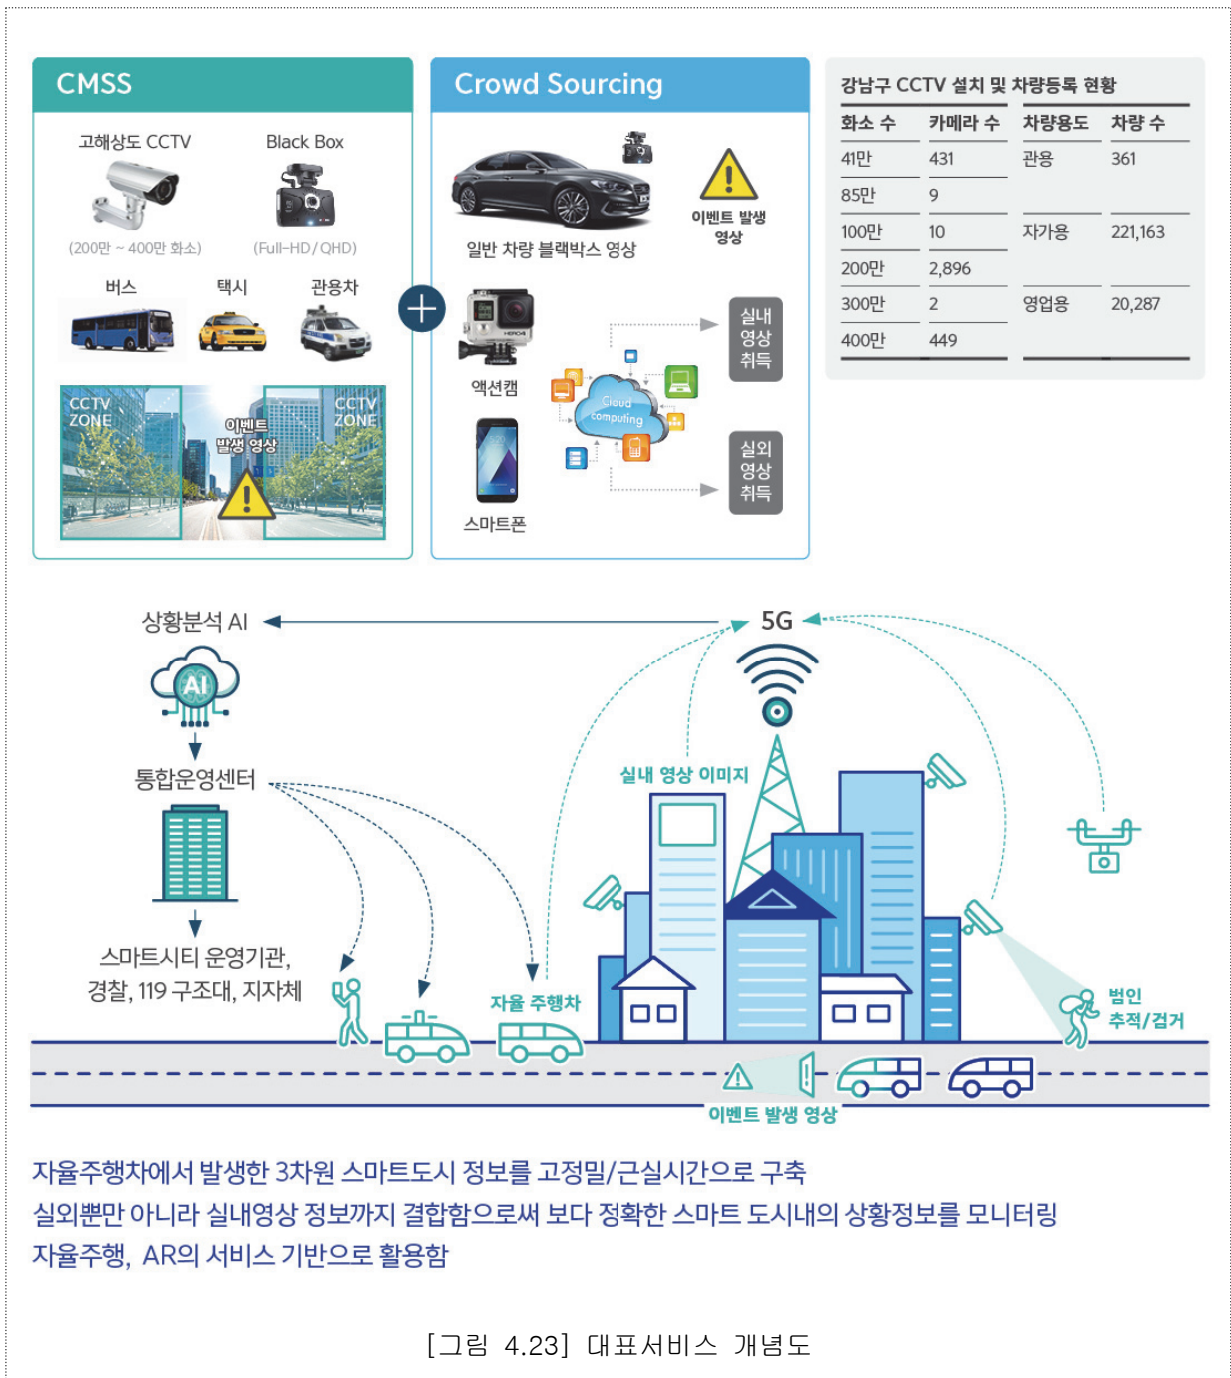 CMSS
고해상도 CCTV
Black Box
(200만 ~ 400만 화소)
(Full-HD/QHD)
버스
택시
관용차
CCTV
ZONE
이벤트
발생 영상
CCTV
ZONE
Crowd Sourcing
이벤트 발생
영상
일반 차량 블랙박스 영상
HERO4
액션캠
스마트폰
Cloud
computing
실내
영상
취득
실외
영상
취득
강남구 CCTV 설치 및 차량등록 현황
화소 수 카메라 수 차량용도 차량 수
41만 431 관용 361
85만 9
100만 10 자가용 221,163
200만 2,896
300만 2 영업용 20,287
400만 449
상황분석 AI
5G
AI
통합운영센터
실내 영상 이미지
스마트시티 운영기관,
경찰, 119 구조대, 지자체
자율 주행차
범인
추적/검거
이벤트 발생 영상
자율주행차에서 발생한 3차원 스마트도시 정보를 고정밀/근실시간으로 구축
실외뿐만 아니라 실내영상 정보까지 결합함으로써 보다 정확한 스마트 도시내의 상황정보를 모니터링
자율주행, AR의 서비스 기반으로 활용함
[그림 4.23] 대표서비스 개념도